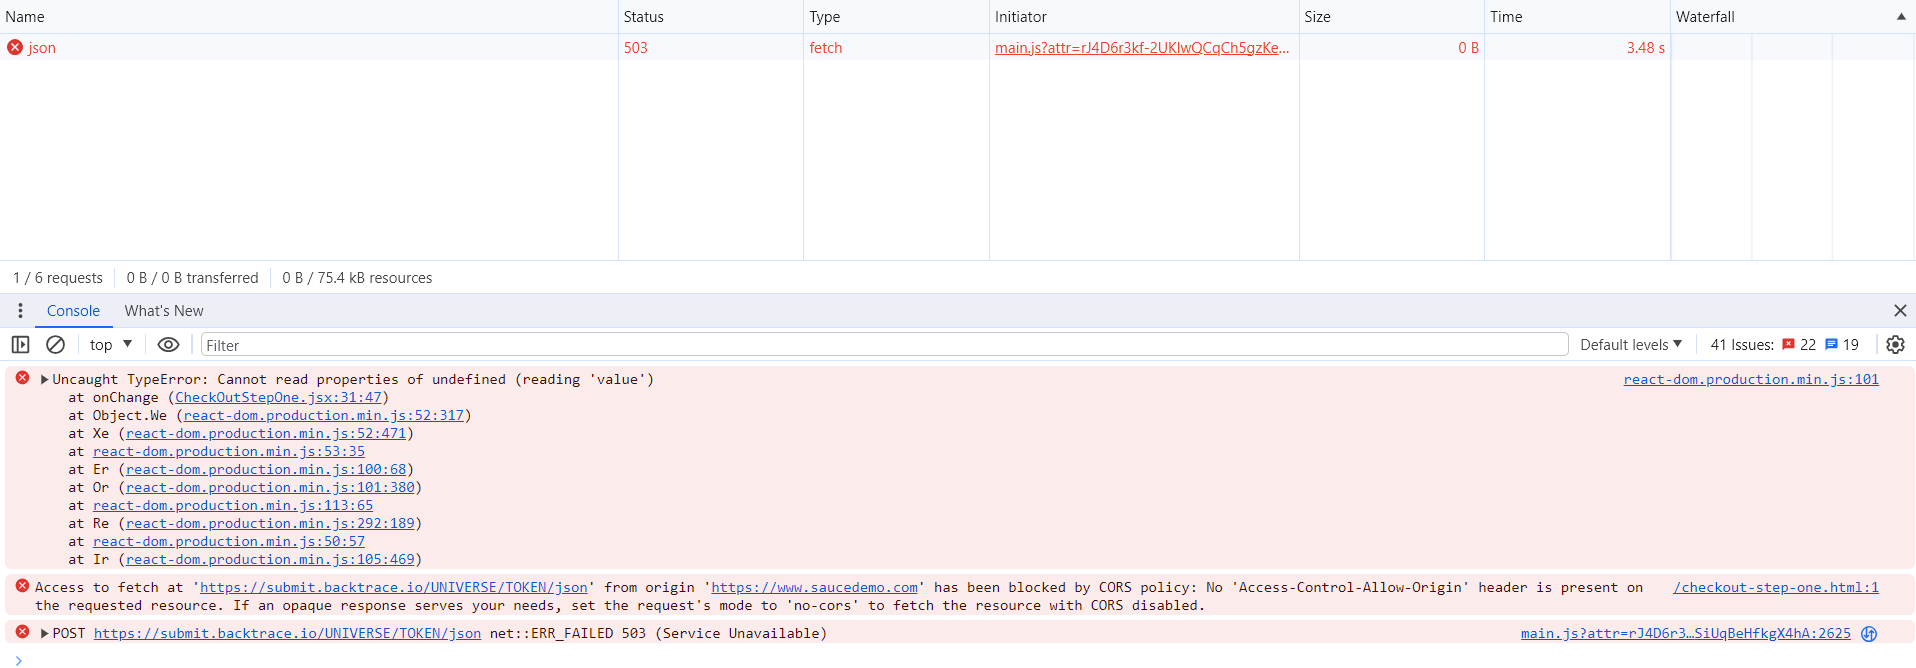 Name Status Type Initiator Size Time Waterfall
json 503 fetch main.js?attr=rJ4D6r3kf-2UKIwQCqCh5gzKe... 0 B 3.48 s
1 / 6 requests 0 B / 0 B transferred 0 B / 75.4 kB resources
Console What's New
top Filter Default levels 41 Issues: 22 19
Uncaught TypeError: Cannot read properties of undefined (reading 'value') react-dom.production.min.js:101
at onChange (CheckOutStepOne.jsx:31:47)
at Object.We (react-dom.production.min.js:52:317)
at Xe (react-dom.production.min.js:52:471)
at react-dom.production.min.js:53:35
at Er (react-dom.production.min.js:100:68)
at Or (react-dom.production.min.js:101:380)
at react-dom.production.min.js:113:65
at Re (react-dom.production.min.js:292:189)
at react-dom.production.min.js:50:57
at Ir (react-dom.production.min.js:105:469)
Access to fetch at 'https://submit.backtrace.io/UNIVERSE/TOKEN/json' from origin 'https://www.saucedemo.com' has been blocked by CORS policy: No 'Access-Control-Allow-Origin' header is present on /checkout-step-one.html:1
the requested resource. If an opaque response serves your needs, set the request's mode to 'no-cors' to fetch the resource with CORS disabled.
POST https://submit.backtrace.io/UNIVERSE/TOKEN/json net::ERR_FAILED 503 (Service Unavailable) main.js?attr=rJ4D6r3…SiUqBeHfkgX4hA:2625